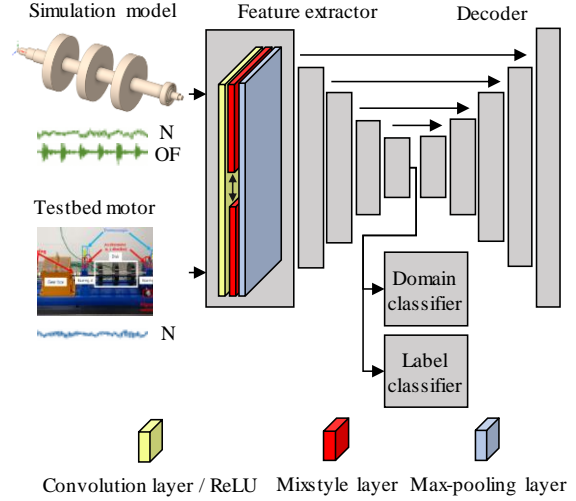 Simulation model
Feature extractor
Decoder
N
OF
Testbed motor
N
Domain
classifier
Label
classifier
Convolution layer / ReLU
Mixstyle layer
Max-pooling layer